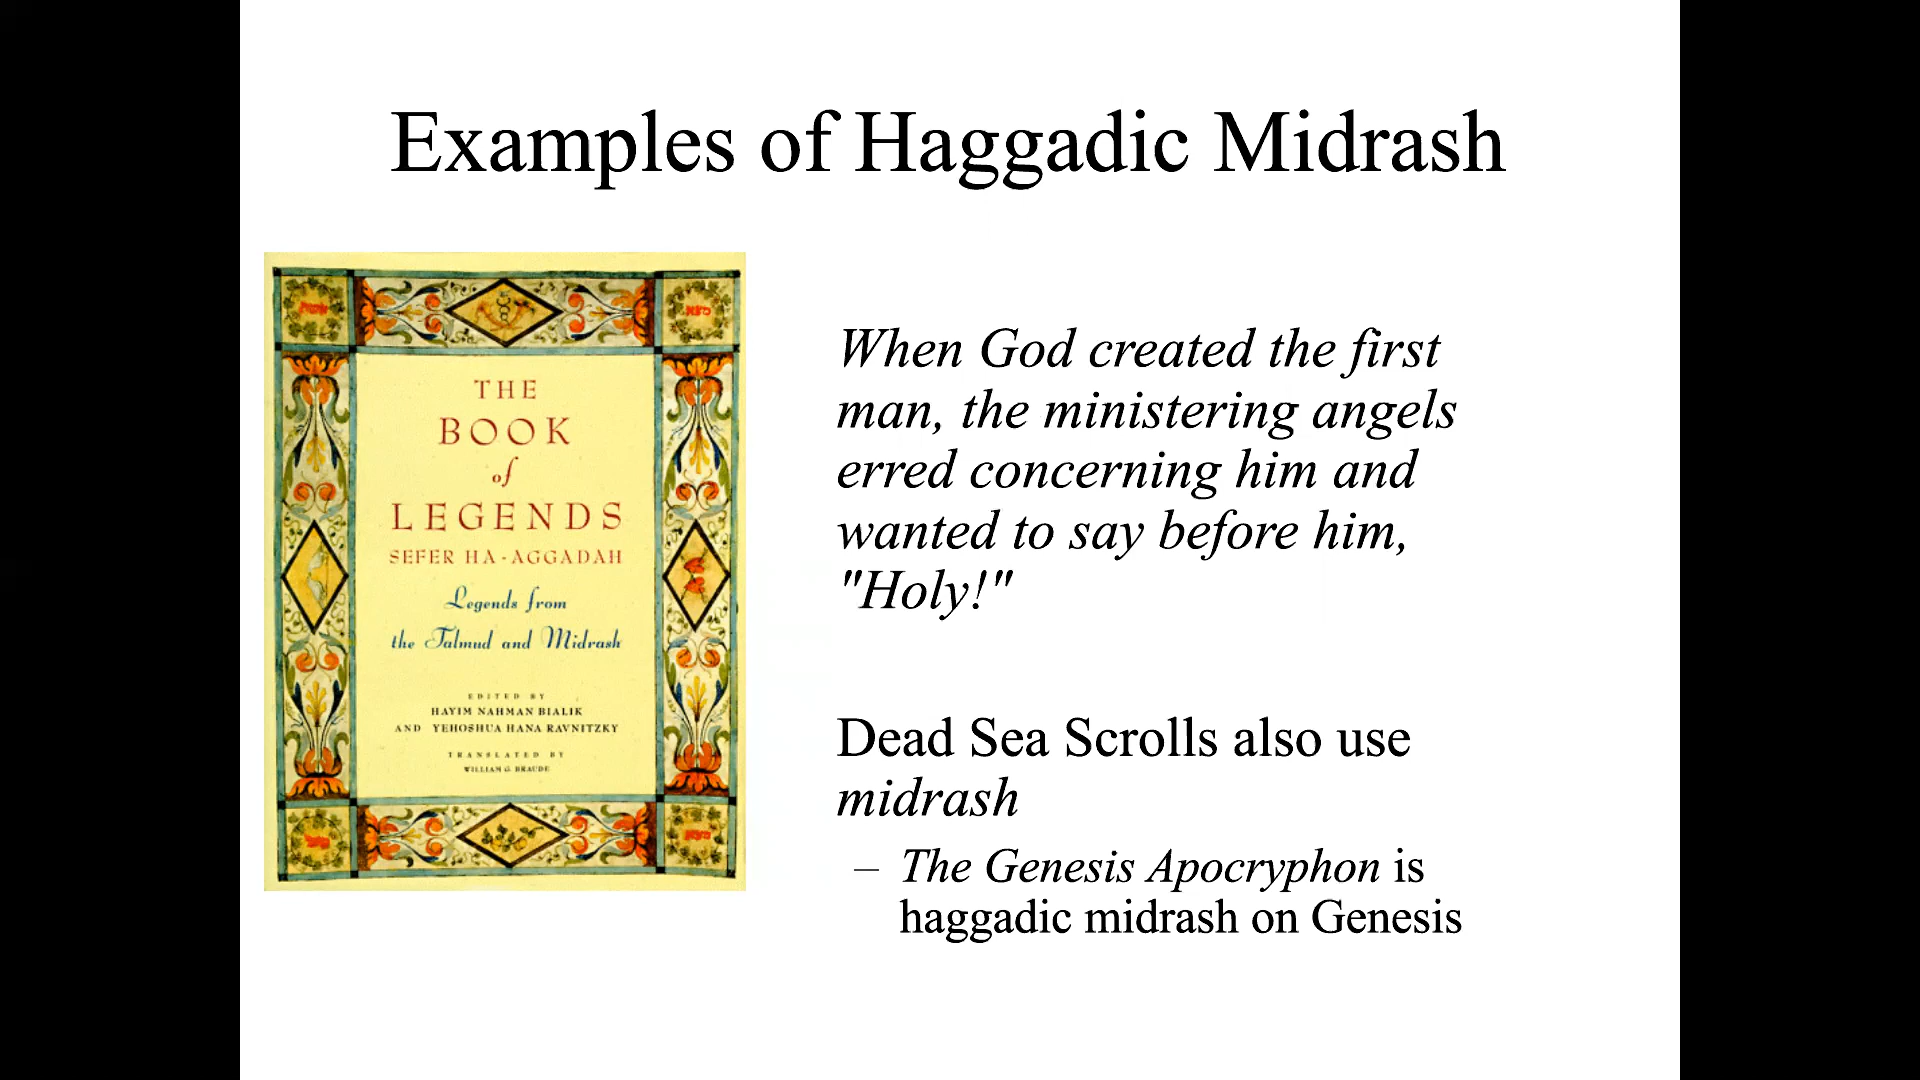 Examples of Haggadic Midrash
THE
BOOK
of
LEGENDS
SEFER HA-AGGADAH
Legends from
the Talmud and Midrash
EDITED BY
HAYIM NAHMAN BIALIK
AND YEHOSHUA HANA RAVNITZKY
TRANSLATED BY
WILLIAM G. BRAUDE
When God created the first
man, the ministering angels
erred concerning him and
wanted to say before him,
"Holy!"
Dead Sea Scrolls also use
midrash
– The Genesis Apocryphon is
haggadic midrash on Genesis